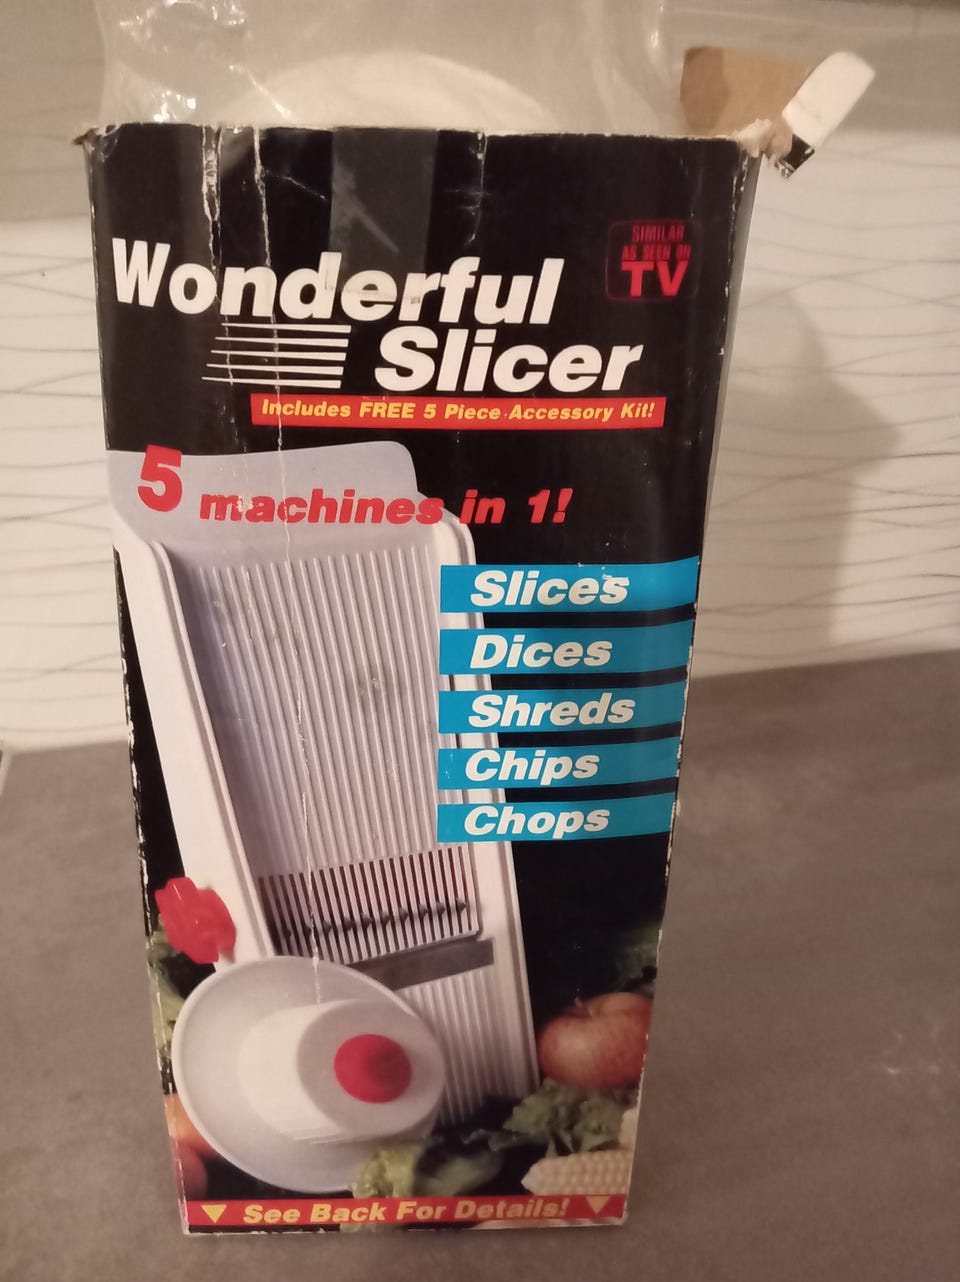 SIMILAR
AS SEEN ON
TV
Wonderful
Slicer
Includes FREE 5 Piece Accessory Kit!
5 machines in 1!
Slices
Dices
Shreds
Chips
Chops
See Back For Details!